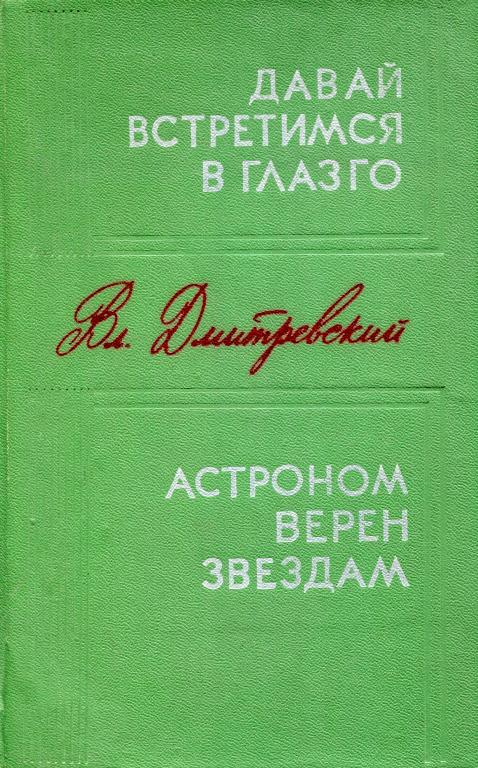 ДАВАЙ
ВСТРЕТИМСЯ
В ГЛАЗГО
Вл. Дмитревский
АСТРОНОМ
ВЕРЕН
ЗВЕЗДАМ